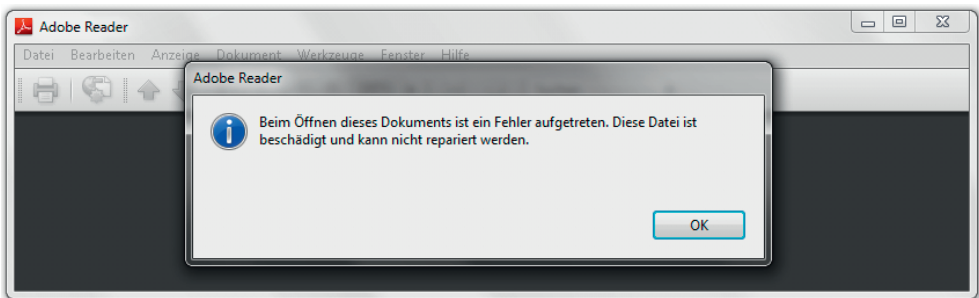 Adobe Reader
Datei Bearbeiten Anzeige Dokument Werkzeuge Fenster Hilfe
Adobe Reader
Beim Öffnen dieses Dokuments ist ein Fehler aufgetreten. Diese Datei ist
beschädigt und kann nicht repariert werden.
OK